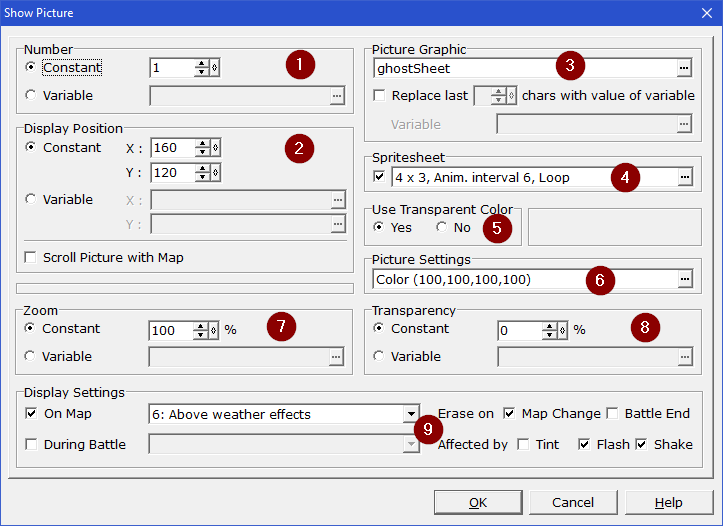 Show Picture
Number
Constant 1 1
Variable ...
Display Position
Constant X : 160
Y : 120
2
Variable X : ...
Y : ...
Scroll Picture with Map
Picture Graphic
3
ghostSheet ...
Replace last chars with value of variable
Variable ...
Spritesheet
4 x 3, Anim. interval 6, Loop 4 ...
Use Transparent Color
Yes No 5
Picture Settings
Color (100,100,100,100) 6 ...
Zoom
Constant 100 % 7
Variable ...
Transparency
Constant 0 % 8
Variable ...
Display Settings
On Map 6: Above weather effects Erase on Map Change Battle End
9
During Battle Affected by Tint Flash Shake
OK Cancel Help